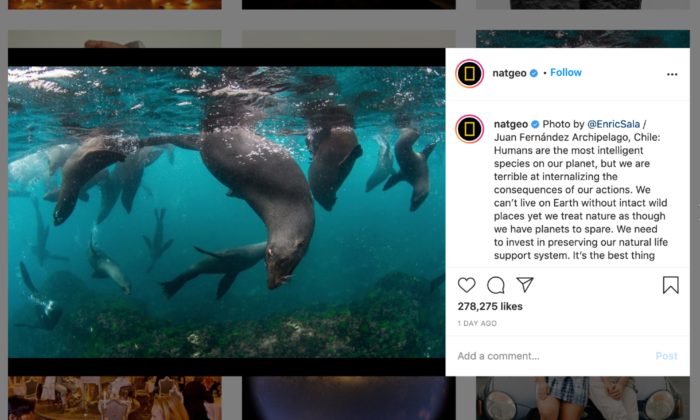 natgeo • Follow
natgeo Photo by @EnricSala /
Juan Fernández Archipelago, Chile:
Humans are the most intelligent
species on our planet, but we are
terrible at internalizing the
consequences of our actions. We
can’t live on Earth without intact wild
places yet we treat nature as though
we have planets to spare. We need
to invest in preserving our natural life
support system. It’s the best thing
278,275 likes
1 DAY AGO
Add a comment...
Post